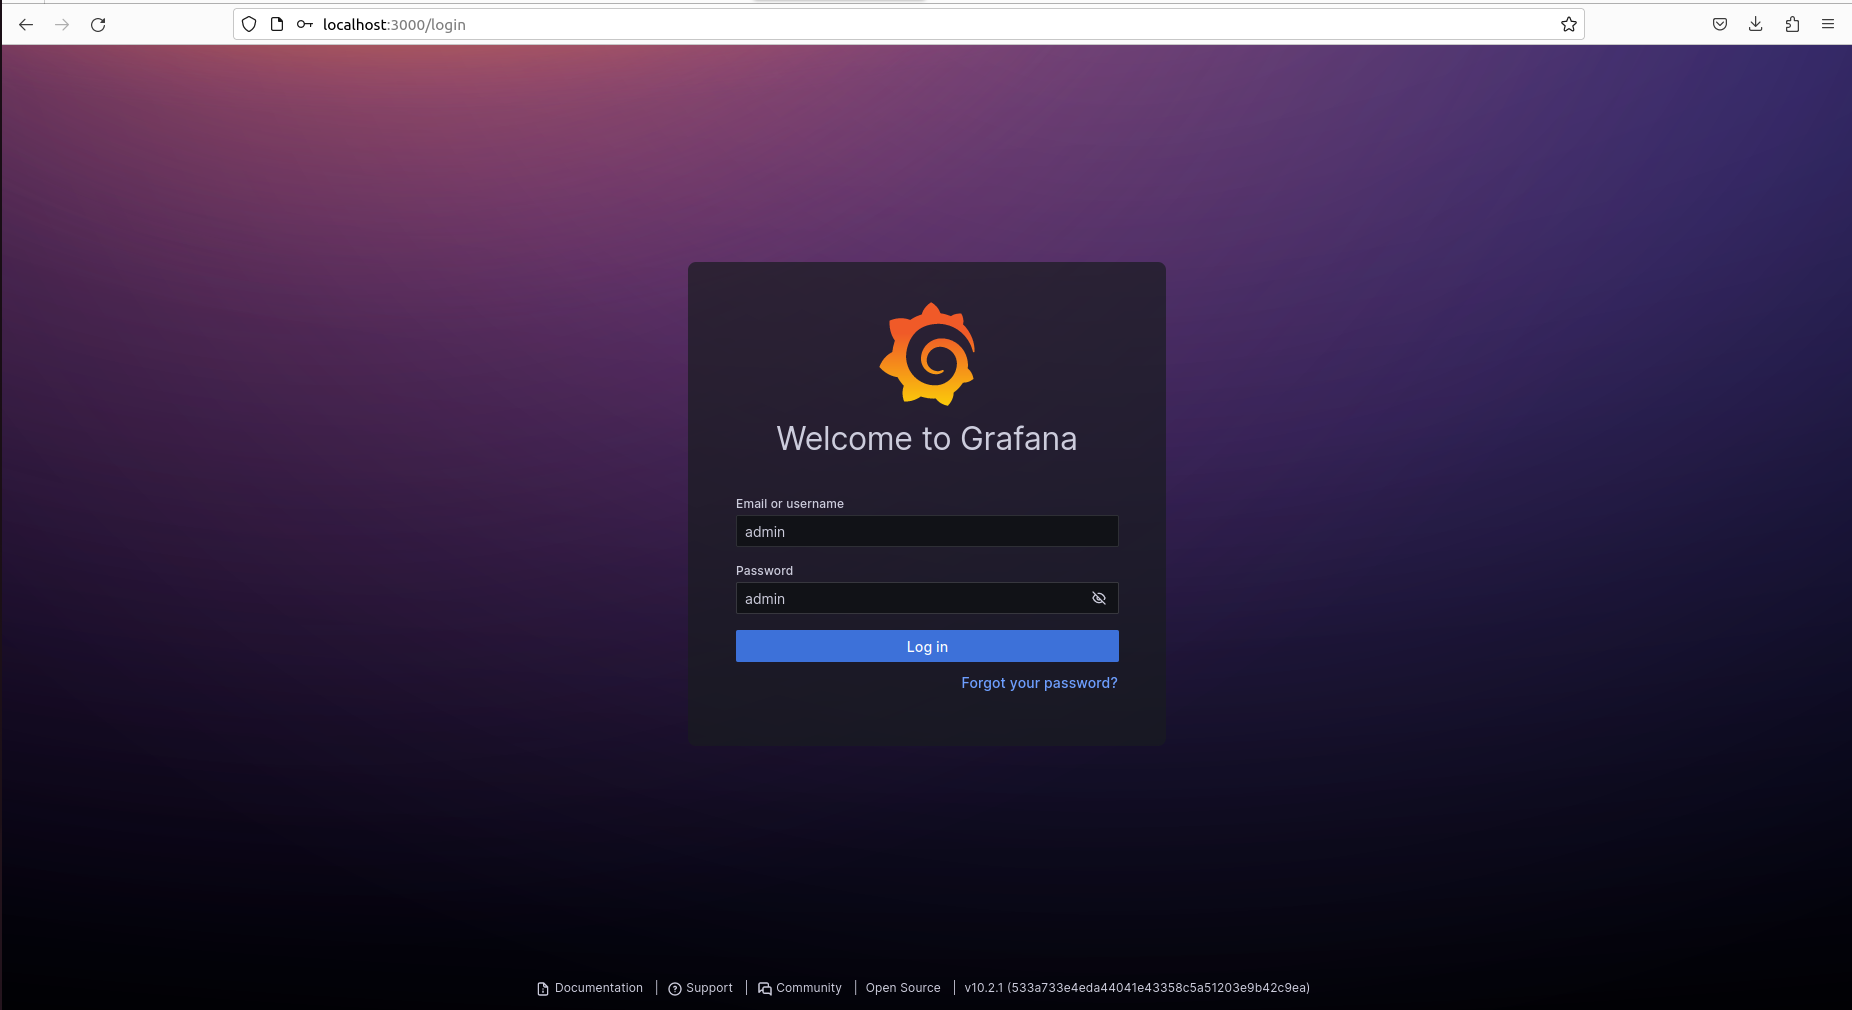 localhost:3000/login
Welcome to Grafana
Email or username
admin
Password
admin
Log in
Forgot your password?
Documentation | Support | Community | Open Source | v10.2.1 (533a733e4eda44041e43358c5a51203e9b42c9ea)